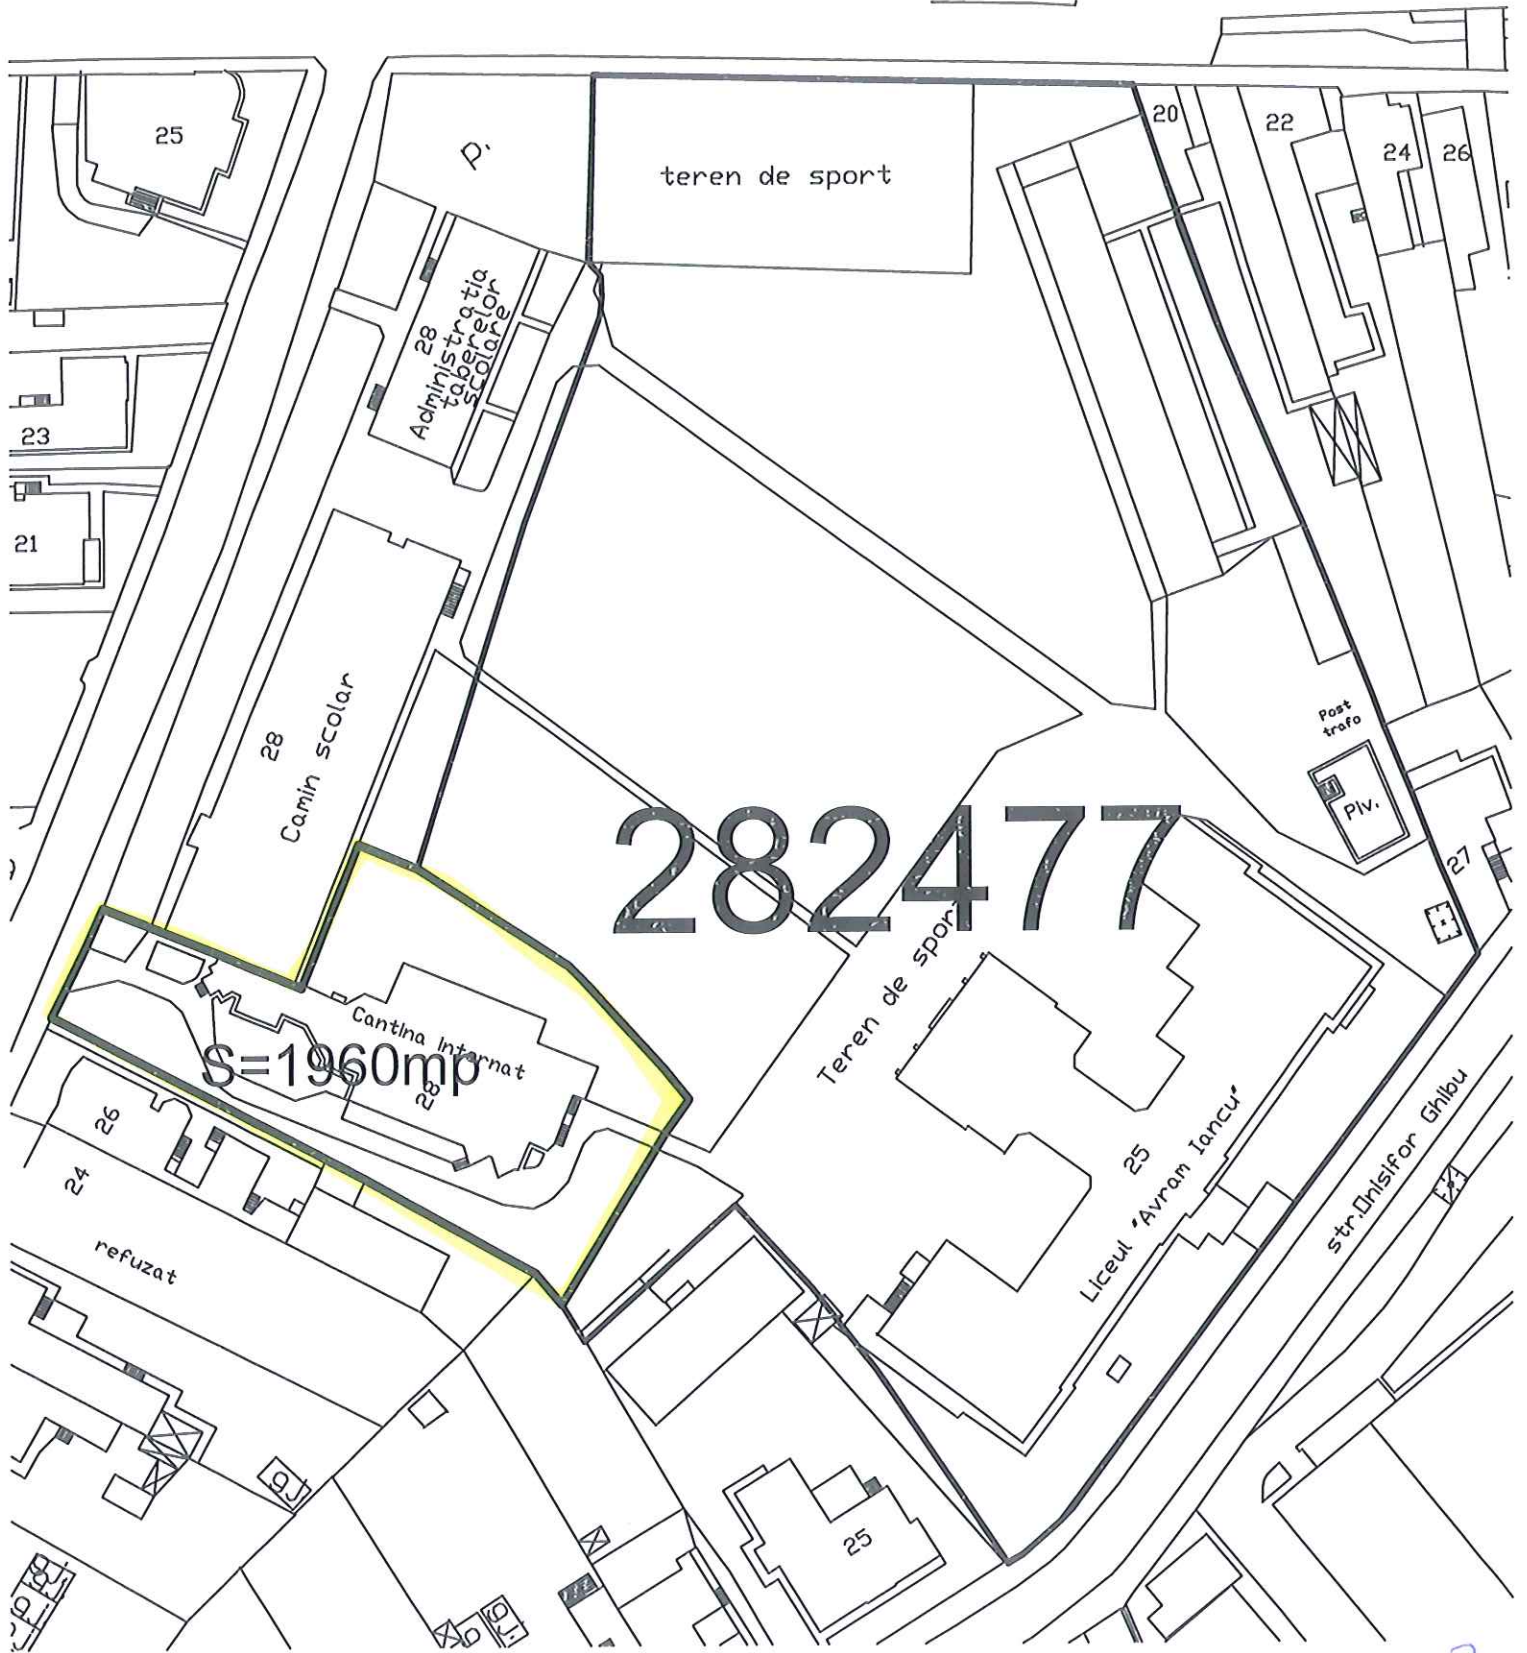 25
P.
teren de sport
20
22
24
26
28
Administratia
taberelor
scolare
23
21
28
Camin scolar
Post
trafo
Plv.
282477
27
Teren de sport
Cantina Internat
S=1960mp
28
26
24
refuzat
25
Liceul "Avram Iancu"
str.Onisifor Ghibu
gj
25
gj.